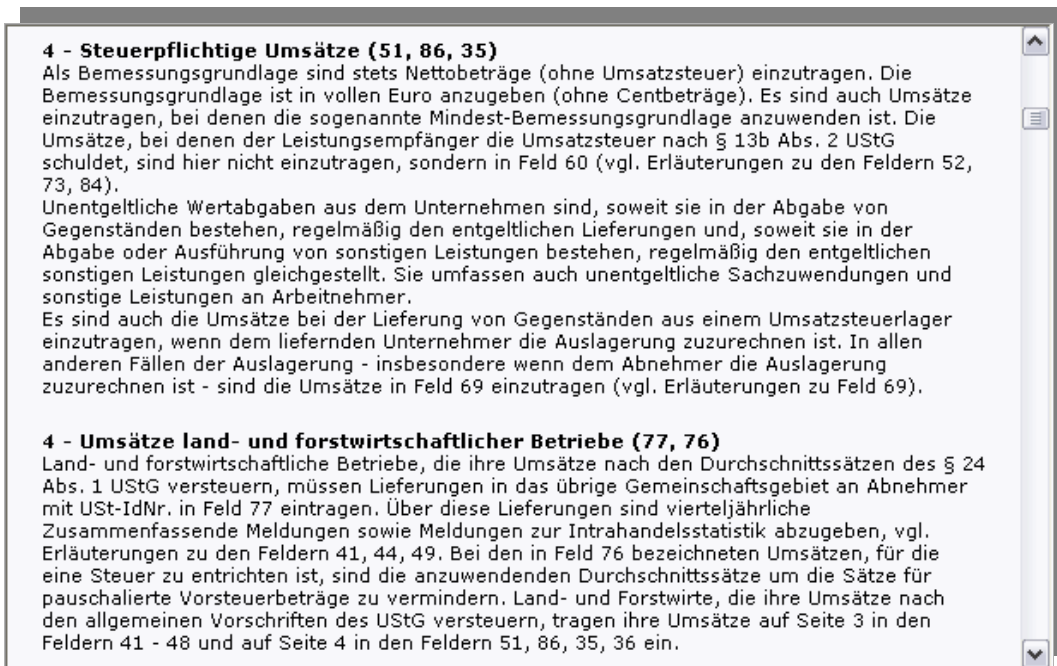 4 - Steuerpflichtige Umsätze (51, 86, 35)
Als Bemessungsgrundlage sind stets Nettobeträge (ohne Umsatzsteuer) einzutragen. Die
Bemessungsgrundlage ist in vollen Euro anzugeben (ohne Centbeträge). Es sind auch Umsätze
einzutragen, bei denen die sogenannte Mindest-Bemessungsgrundlage anzuwenden ist. Die
Umsätze, bei denen der Leistungsempfänger die Umsatzsteuer nach § 13b Abs. 2 UStG
schuldet, sind hier nicht einzutragen, sondern in Feld 60 (vgl. Erläuterungen zu den Feldern 52,
73, 84).
Unentgeltliche Wertabgaben aus dem Unternehmen sind, soweit sie in der Abgabe von
Gegenständen bestehen, regelmäßig den entgeltlichen Lieferungen und, soweit sie in der
Abgabe oder Ausführung von sonstigen Leistungen bestehen, regelmäßig den entgeltlichen
sonstigen Leistungen gleichgestellt. Sie umfassen auch unentgeltliche Sachzuwendungen und
sonstige Leistungen an Arbeitnehmer.
Es sind auch die Umsätze bei der Lieferung von Gegenständen aus einem Umsatzsteuerlager
einzutragen, wenn dem liefernden Unternehmer die Auslagerung zuzurechnen ist. In allen
anderen Fällen der Auslagerung - insbesondere wenn dem Abnehmer die Auslagerung
zuzurechnen ist - sind die Umsätze in Feld 69 einzutragen (vgl. Erläuterungen zu Feld 69).
4 - Umsätze land- und forstwirtschaftlicher Betriebe (77, 76)
Land- und forstwirtschaftliche Betriebe, die ihre Umsätze nach den Durchschnittssätzen des § 24
Abs. 1 UStG versteuern, müssen Lieferungen in das übrige Gemeinschaftsgebiet an Abnehmer
mit USt-IdNr. in Feld 77 eintragen. Über diese Lieferungen sind vierteljährliche
Zusammenfassende Meldungen sowie Meldungen zur Intrahandelsstatistik abzugeben, vgl.
Erläuterungen zu den Feldern 41, 44, 49. Bei den in Feld 76 bezeichneten Umsätzen, für die
eine Steuer zu entrichten ist, sind die anzuwendenden Durchschnittssätze um die Sätze für
pauschalierte Vorsteuerbeträge zu vermindern. Land- und Forstwirte, die ihre Umsätze nach
den allgemeinen Vorschriften des UStG versteuern, tragen ihre Umsätze auf Seite 3 in den
Feldern 41 - 48 und auf Seite 4 in den Feldern 51, 86, 35, 36 ein.